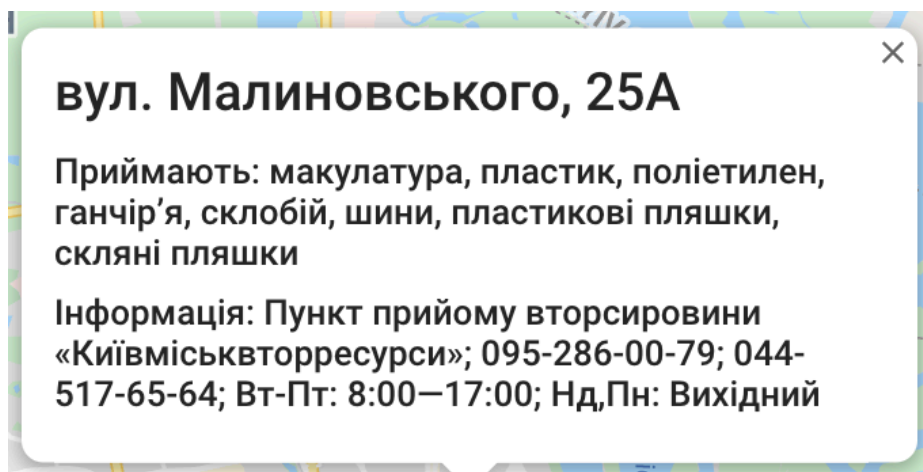 вул. Малиновського, 25А
Приймають: макулатура, пластик, поліетилен,
ганчір’я, склобій, шини, пластикові пляшки,
скляні пляшки
Інформація: Пункт прийому вторсировини
«Київміськвторресурси»; 095-286-00-79; 044-
517-65-64; Вт-Пт: 8:00—17:00; Нд,Пн: Вихідний